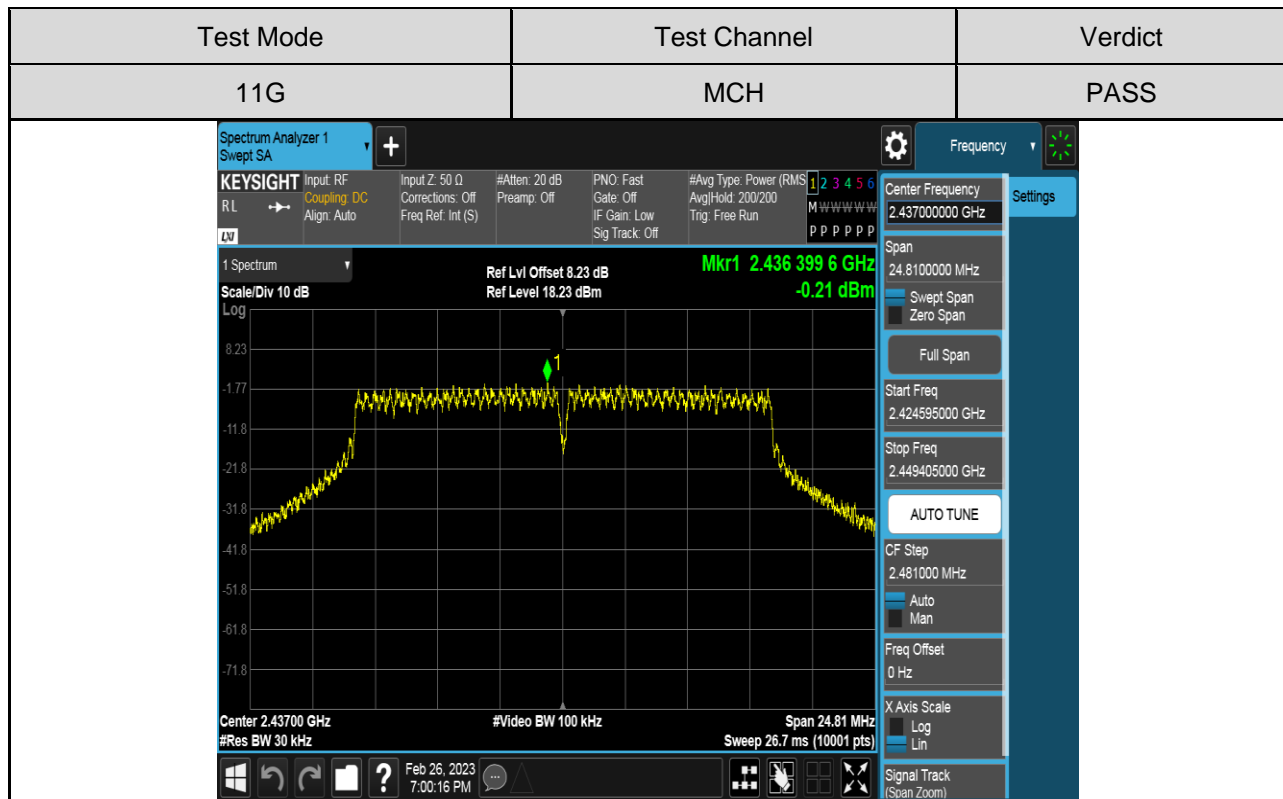 Test Mode Test Channel Verdict
11G MCH PASS
Spectrum Analyzer 1
Swept SA
Frequency
KEYSIGHT
R L
LXI
Input: RF
Coupling: DC
Align: Auto
Input Z: 50 Ω
Corrections: Off
Freq Ref: Int (S)
#Atten: 20 dB
Preamp: Off
PNO: Fast
Gate: Off
IF Gain: Low
Sig Track: Off
#Avg Type: Power (RMS
Avg|Hold: 200/200
Trig: Free Run
1 2 3 4 5 6
M W W W W W
P P P P P P
1 Spectrum
Scale/Div 10 dB
Ref Lvl Offset 8.23 dB
Ref Level 18.23 dBm
Mkr1 2.436 399 6 GHz
-0.21 dBm
Log
8.23
-1.77
-11.8
-21.8
-31.8
-41.8
-51.8
-61.8
-71.8
1
Center 2.43700 GHz
#Res BW 30 kHz
#Video BW 100 kHz
Span 24.81 MHz
Sweep 26.7 ms (10001 pts)
Center Frequency
2.437000000 GHz
Settings
Span
24.8100000 MHz
Swept Span
Zero Span
Full Span
Start Freq
2.424595000 GHz
Stop Freq
2.449405000 GHz
AUTO TUNE
CF Step
2.481000 MHz
Auto
Man
Freq Offset
0 Hz
X Axis Scale
Log
Lin
Signal Track
(Span Zoom)
?
Feb 26, 2023
7:00:16 PM